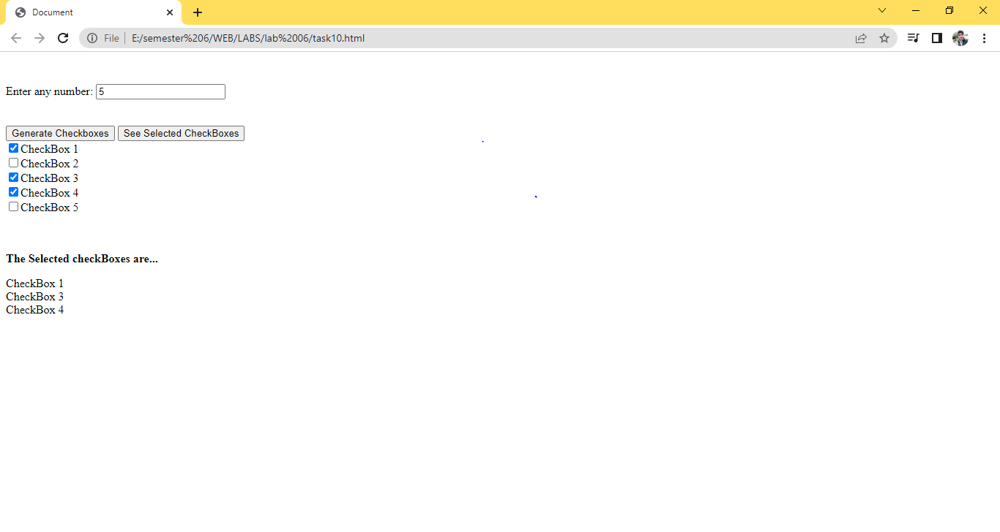 Document
File E:/semester%206/WEB/LABS/lab%2006/task10.html
Enter any number: 5
Generate Checkboxes See Selected CheckBoxes
CheckBox 1
CheckBox 2
CheckBox 3
CheckBox 4
CheckBox 5
The Selected checkBoxes are...
CheckBox 1
CheckBox 3
CheckBox 4